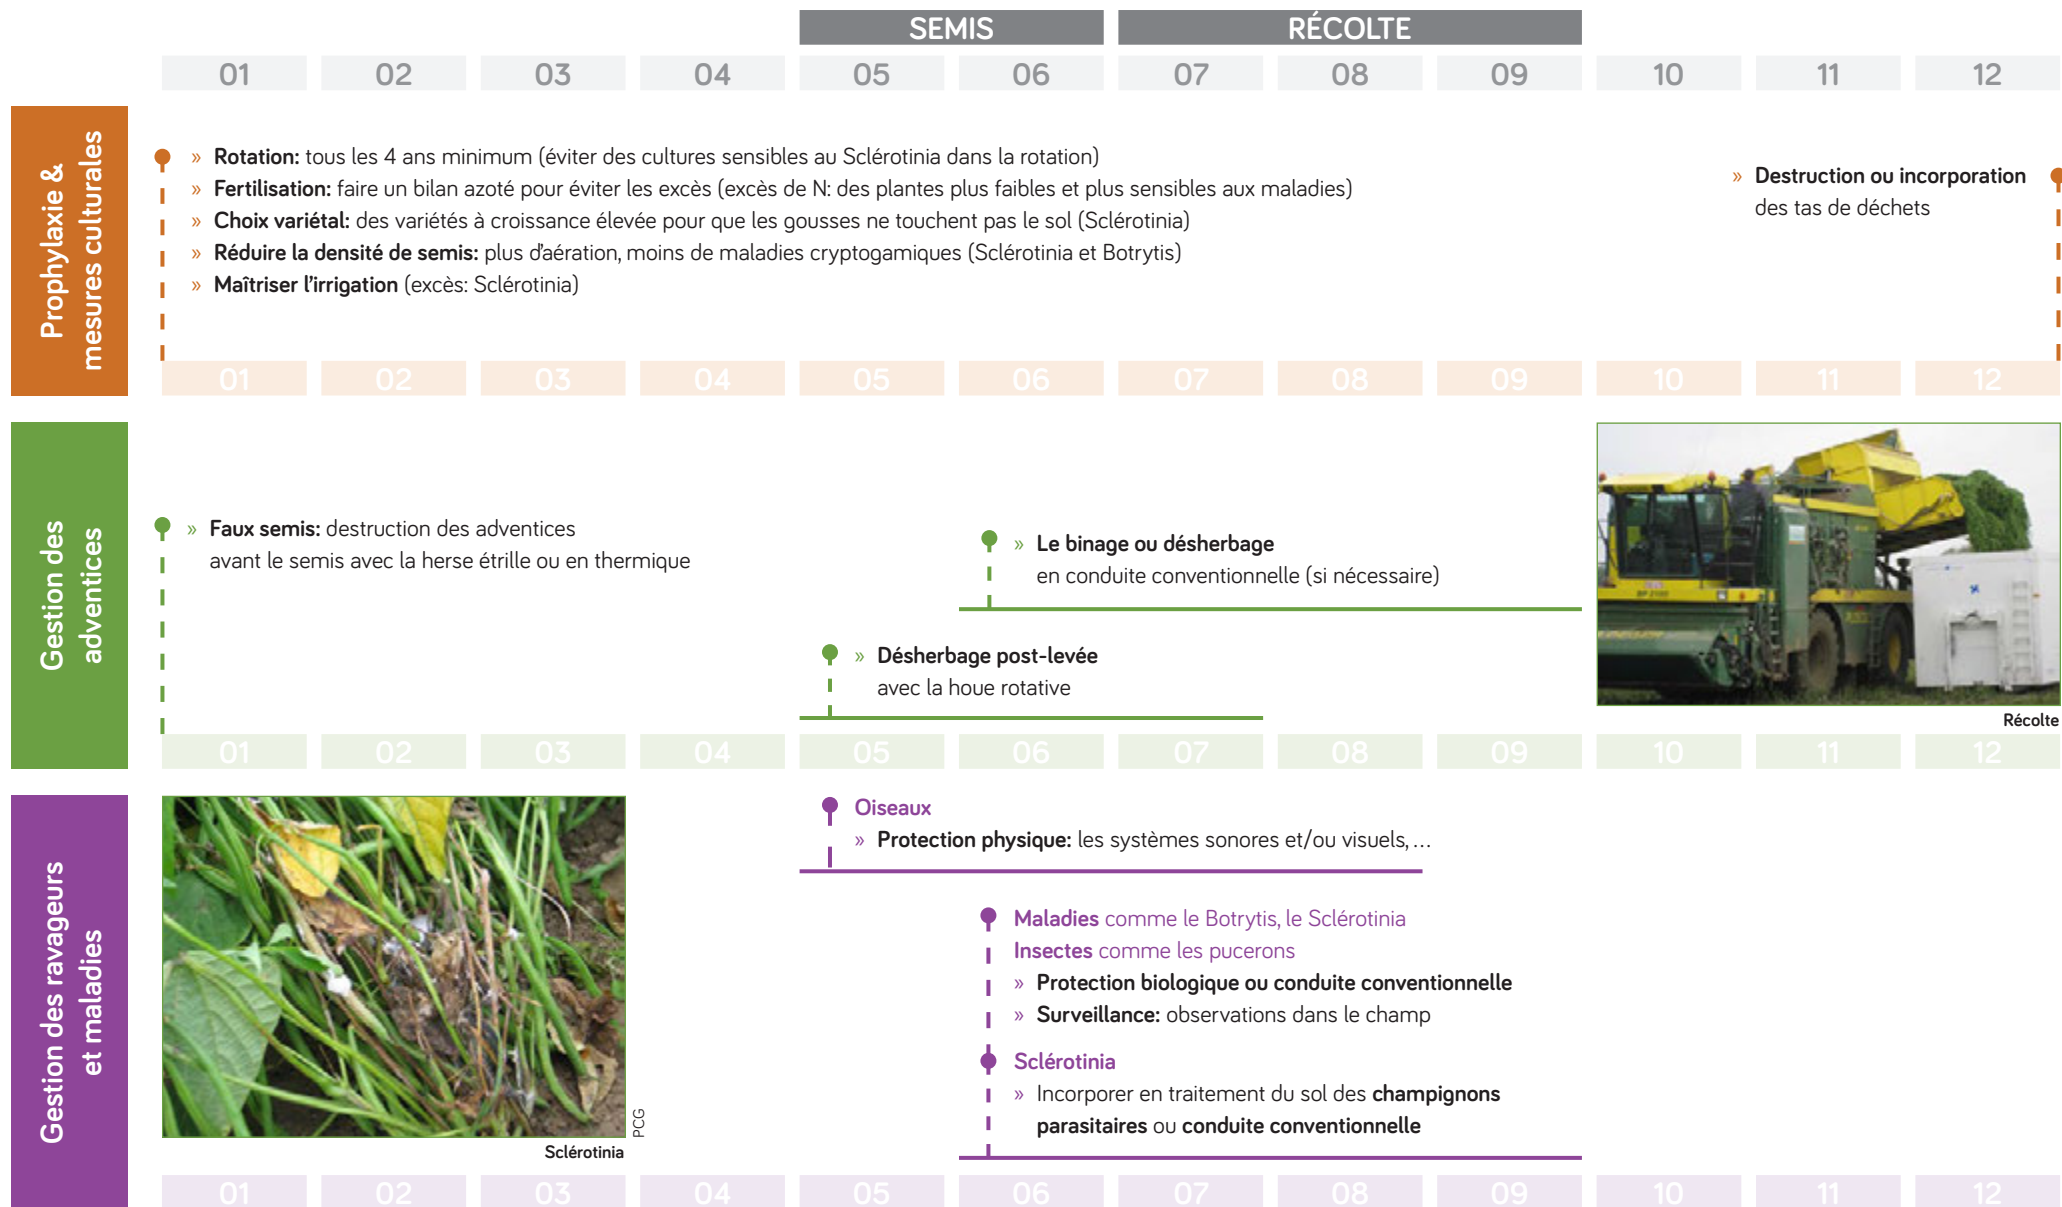 SEMIS RÉCOLTE
01 02 03 04 05 06 07 08 09 10 11 12
Prophylaxie &
mesures culturales
» Rotation: tous les 4 ans minimum (éviter des cultures sensibles au Sclérotinia dans la rotation)
» Fertilisation: faire un bilan azoté pour éviter les excès (excès de N: des plantes plus faibles et plus sensibles aux maladies)
» Choix variétal: des variétés à croissance élevée pour que les gousses ne touchent pas le sol (Sclérotinia)
» Réduire la densité de semis: plus d'aération, moins de maladies cryptogamiques (Sclérotinia et Botrytis)
» Maîtriser l'irrigation (excès: Sclérotinia)
» Destruction ou incorporation
des tas de déchets
01 02 03 04 05 06 07 08 09 10 11 12
Gestion des
adventices
» Faux semis: destruction des adventices
avant le semis avec la herse étrille ou en thermique
» Le binage ou désherbage
en conduite conventionnelle (si nécessaire)
» Désherbage post-levée
avec la houe rotative
Récolte
01 02 03 04 05 06 07 08 09 10 11 12
Gestion des ravageurs
et maladies
PCG
Sclérotinia
Oiseaux
» Protection physique: les systèmes sonores et/ou visuels, ...
Maladies comme le Botrytis, le Sclérotinia
Insectes comme les pucerons
» Protection biologique ou conduite conventionnelle
» Surveillance: observations dans le champ
Sclérotinia
» Incorporer en traitement du sol des champignons
parasitaires ou conduite conventionnelle
01 02 03 04 05 06 07 08 09 10 11 12